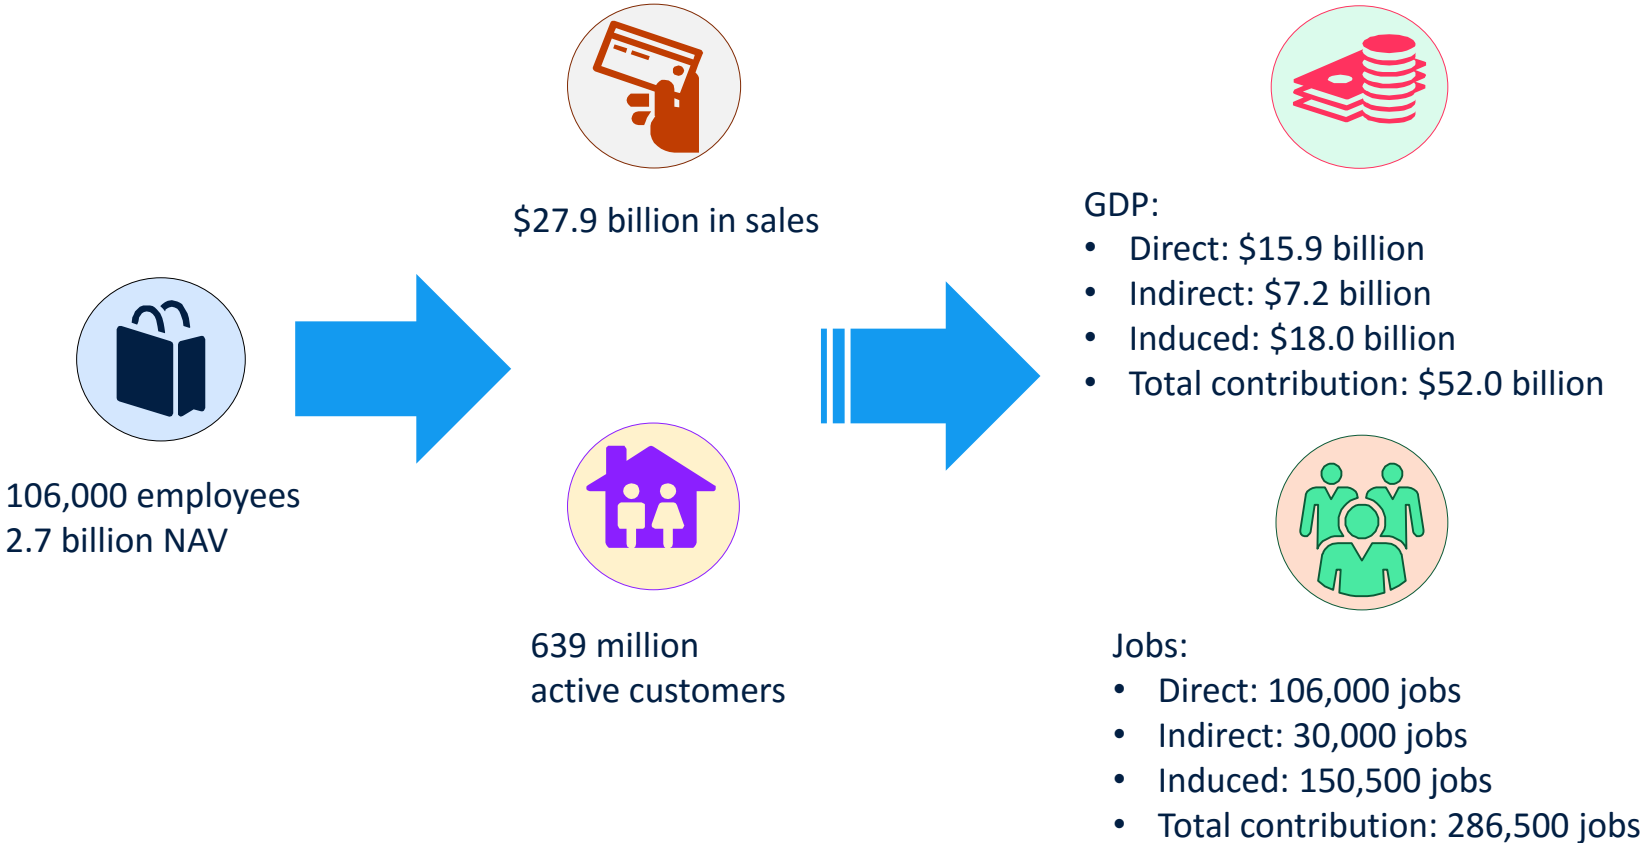 106,000 employees
2.7 billion NAV
$27.9 billion in sales
639 million
active customers
GDP:
• Direct: $15.9 billion
• Indirect: $7.2 billion
• Induced: $18.0 billion
• Total contribution: $52.0 billion
Jobs:
• Direct: 106,000 jobs
• Indirect: 30,000 jobs
• Induced: 150,500 jobs
• Total contribution: 286,500 jobs